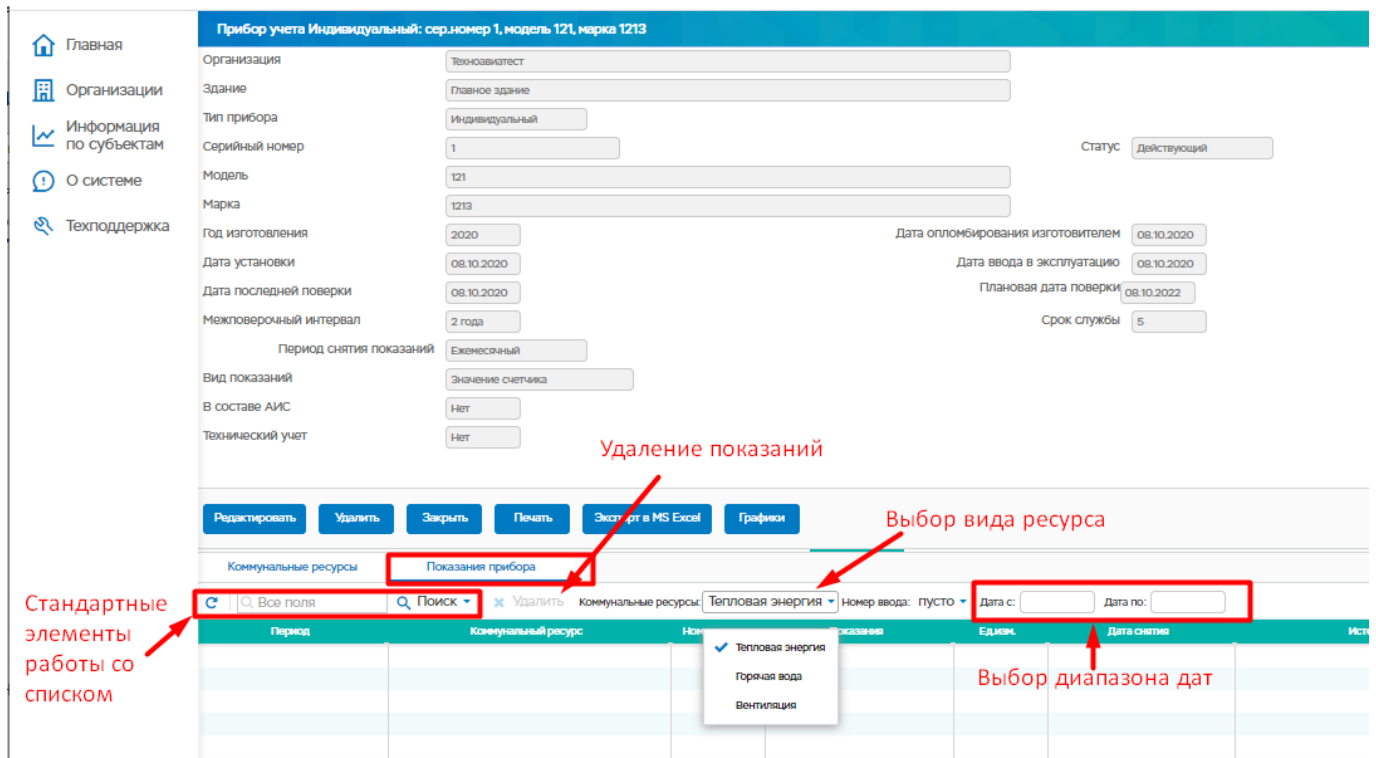 Прибор учета Индивидуальный: сер.номер 1, модель 121, марка 1213
Главная
Организации
Информация
по субъектам
О системе
Техподдержка
Организация Техноавиатест
Здание Главное здание
Тип прибора Индивидуальный
Серийный номер 1 Статус Действующий
Модель 121
Марка 1213
Год изготовления 2020 Дата опломбирования изготовителем 08.10.2020
Дата установки 08.10.2020 Дата ввода в эксплуатацию 08.10.2020
Дата последней поверки 08.10.2020 Плановая дата поверки 08.10.2022
Межповерочный интервал 2 года Срок службы 5
Период снятия показаний Ежемесячный
Вид показаний Значение счетчика
В составе АИС Нет
Технический учет Нет
Удаление показаний
Редактировать Удалить Закрыть Печать Экспорт в MS Excel Графики
Выбор вида ресурса
Коммунальные ресурсы Показания прибора
Все поля Поиск Удалить Коммунальные ресурсы: Тепловая энергия Номер ввода: пусто Дата с: Дата по:
Период Коммунальный ресурс Ном Показания Ед.изм. Дата снятия Исто
Тепловая энергия
Горячая вода
Вентиляция
Стандартные
элементы
работы со
списком
Выбор диапазона дат